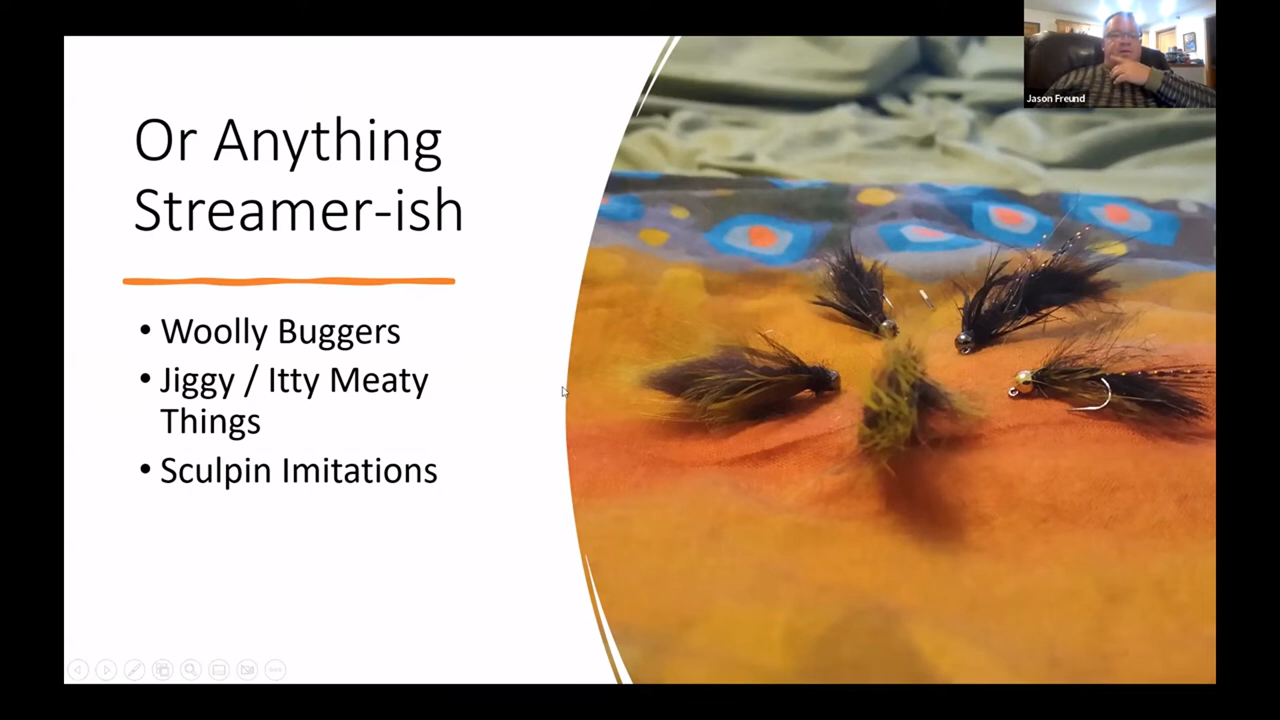 Or Anything
Streamer-ish
• Woolly Buggers
• Jiggy / Itty Meaty
Things
• Sculpin Imitations
Jason Freund